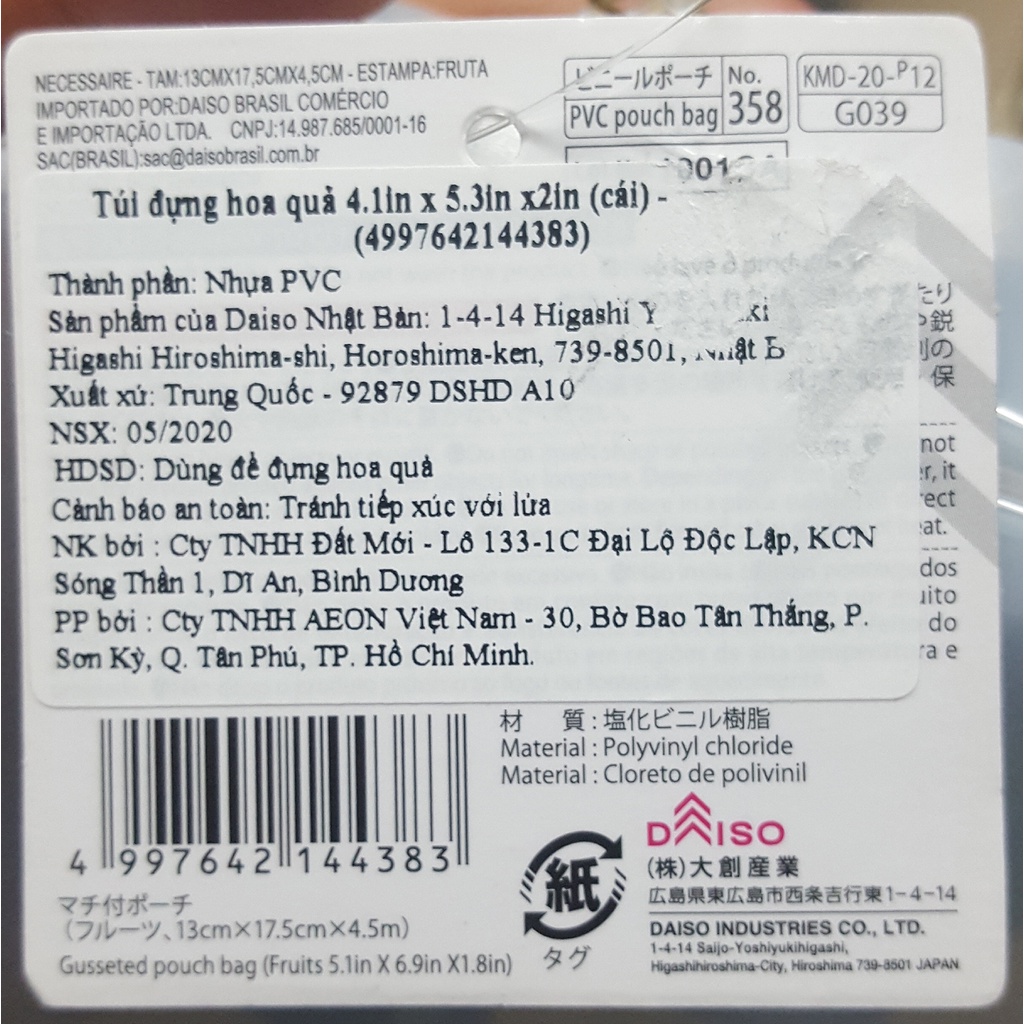 NECESSAIRE - TAM:13CMX17,5CMX4,5CM - ESTAMPA:FRUTA
IMPORTADO POR:DAISO BRASIL COMÉRCIO
E IMPORTAÇÃO LTDA. CNPJ:14.987.685/0001-16
SAC(BRASIL):sac@daisobrasil.com.br
ビニールポーチ
PVC pouch bag
No.
358
KMD-20-P12
G039
Túi đựng hoa quả 4.1in x 5.3in x2in (cái) -
(4997642144383)
Thành phần: Nhựa PVC
Sản phẩm của Daiso Nhật Bản: 1-4-14 Higashi
Higashi Hiroshima-shi, Horoshima-ken, 739-8501, Nhật
Xuất xứ: Trung Quốc - 92879 DSHD A10
NSX: 05/2020
HDSD: Dùng để đựng hoa quả
Cảnh báo an toàn: Tránh tiếp xúc với lửa
NK bởi : Cty TNHH Đất Mới - Lô 133-1C Đại Lộ Độc Lập, KCN
Sóng Thần 1, Dĩ An, Bình Dương
PP bởi : Cty TNHH AEON Việt Nam - 30, Bờ Bao Tân Thắng, P.
Sơn Kỳ, Q. Tân Phú, TP. Hồ Chí Minh.
たり
鋭
の
保
not
it
do
e
4 997642 144383
材 質 : 塩化ビニル樹脂
Material : Polyvinyl chloride
Material : Cloreto de polivinil
マチ付ポーチ
(フルーツ、13cm×17.5cm×4.5m)
Gusseted pouch bag (Fruits 5.1in X 6.9in X1.8in)
紙
タグ
DAISO
(株)大創産業
広島県東広島市西条吉行東1-4-14
DAISO INDUSTRIES CO., LTD.
1-4-14 Saijo-Yoshiyukihigashi,
Higashihiroshima-City, Hiroshima 739-8501 JAPAN